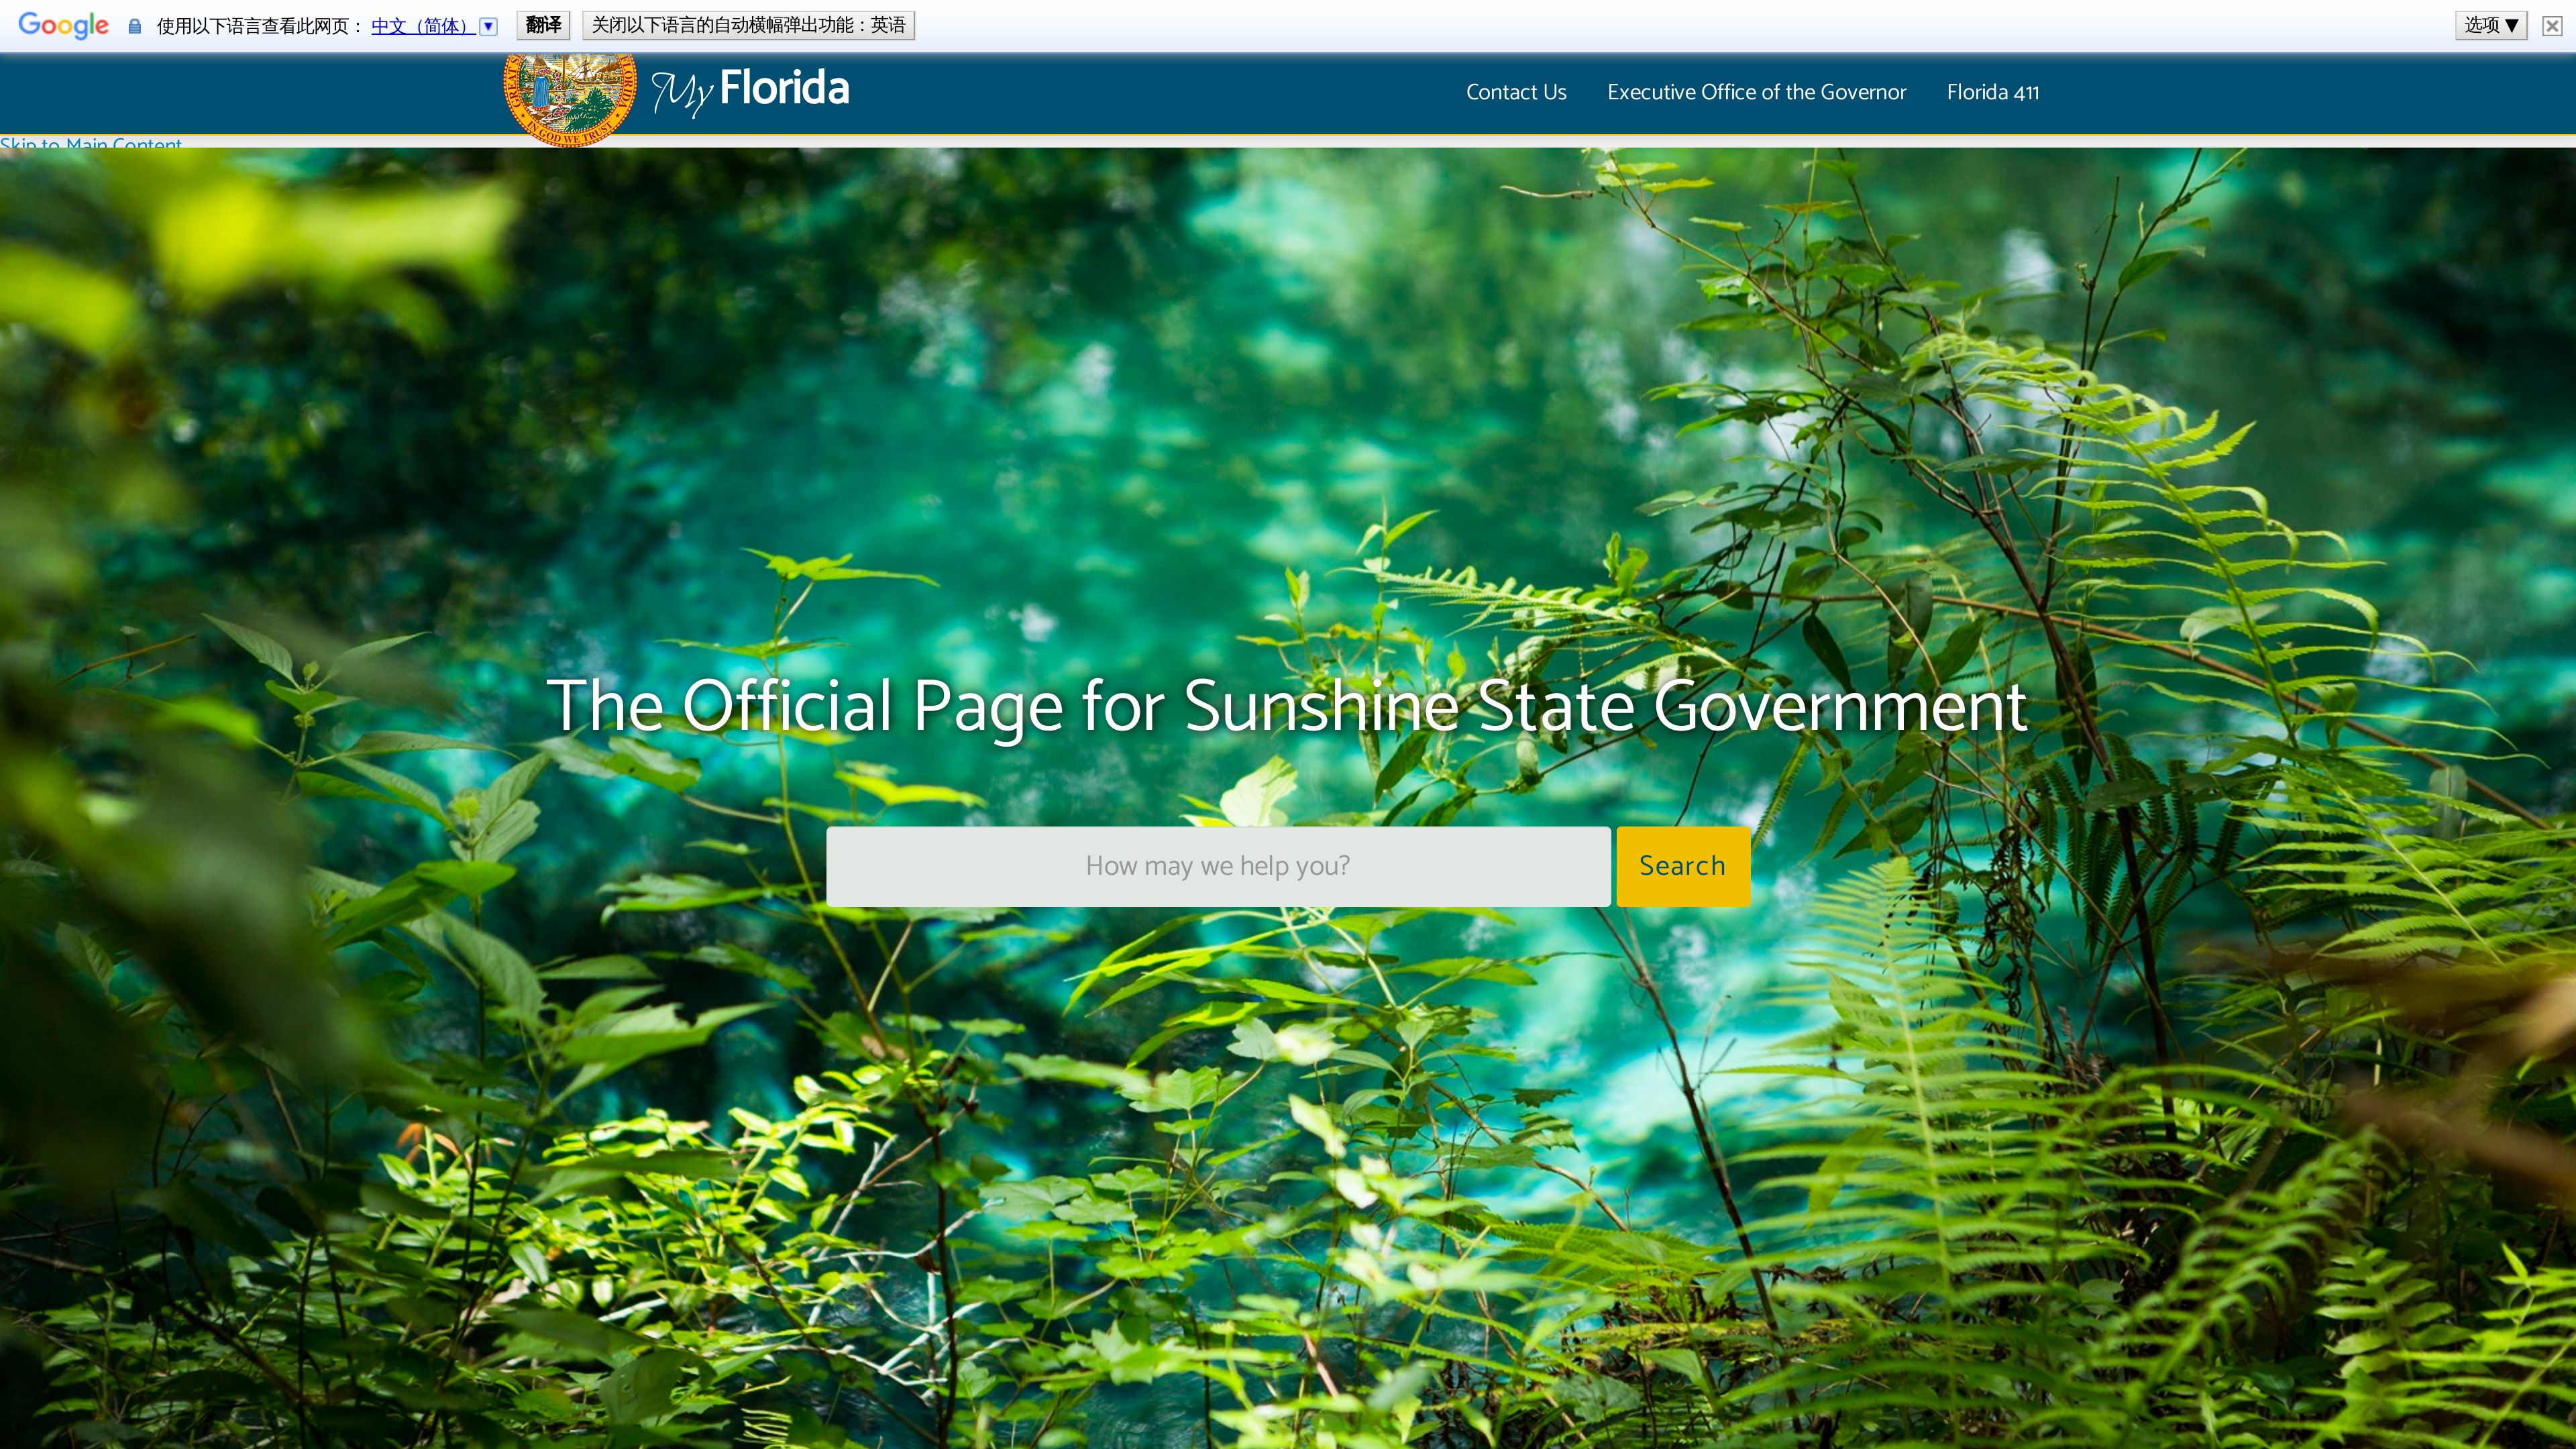 Google 使用以下语言查看此网页： 中文（简体） ▼ 翻译 关闭以下语言的自动横幅弹出功能：英语 选项 ▼
My Florida Contact Us Executive Office of the Governor Florida 411
IN GOD WE TRUST
Skip to Main Content
The Official Page for Sunshine State Government
How may we help you? Search